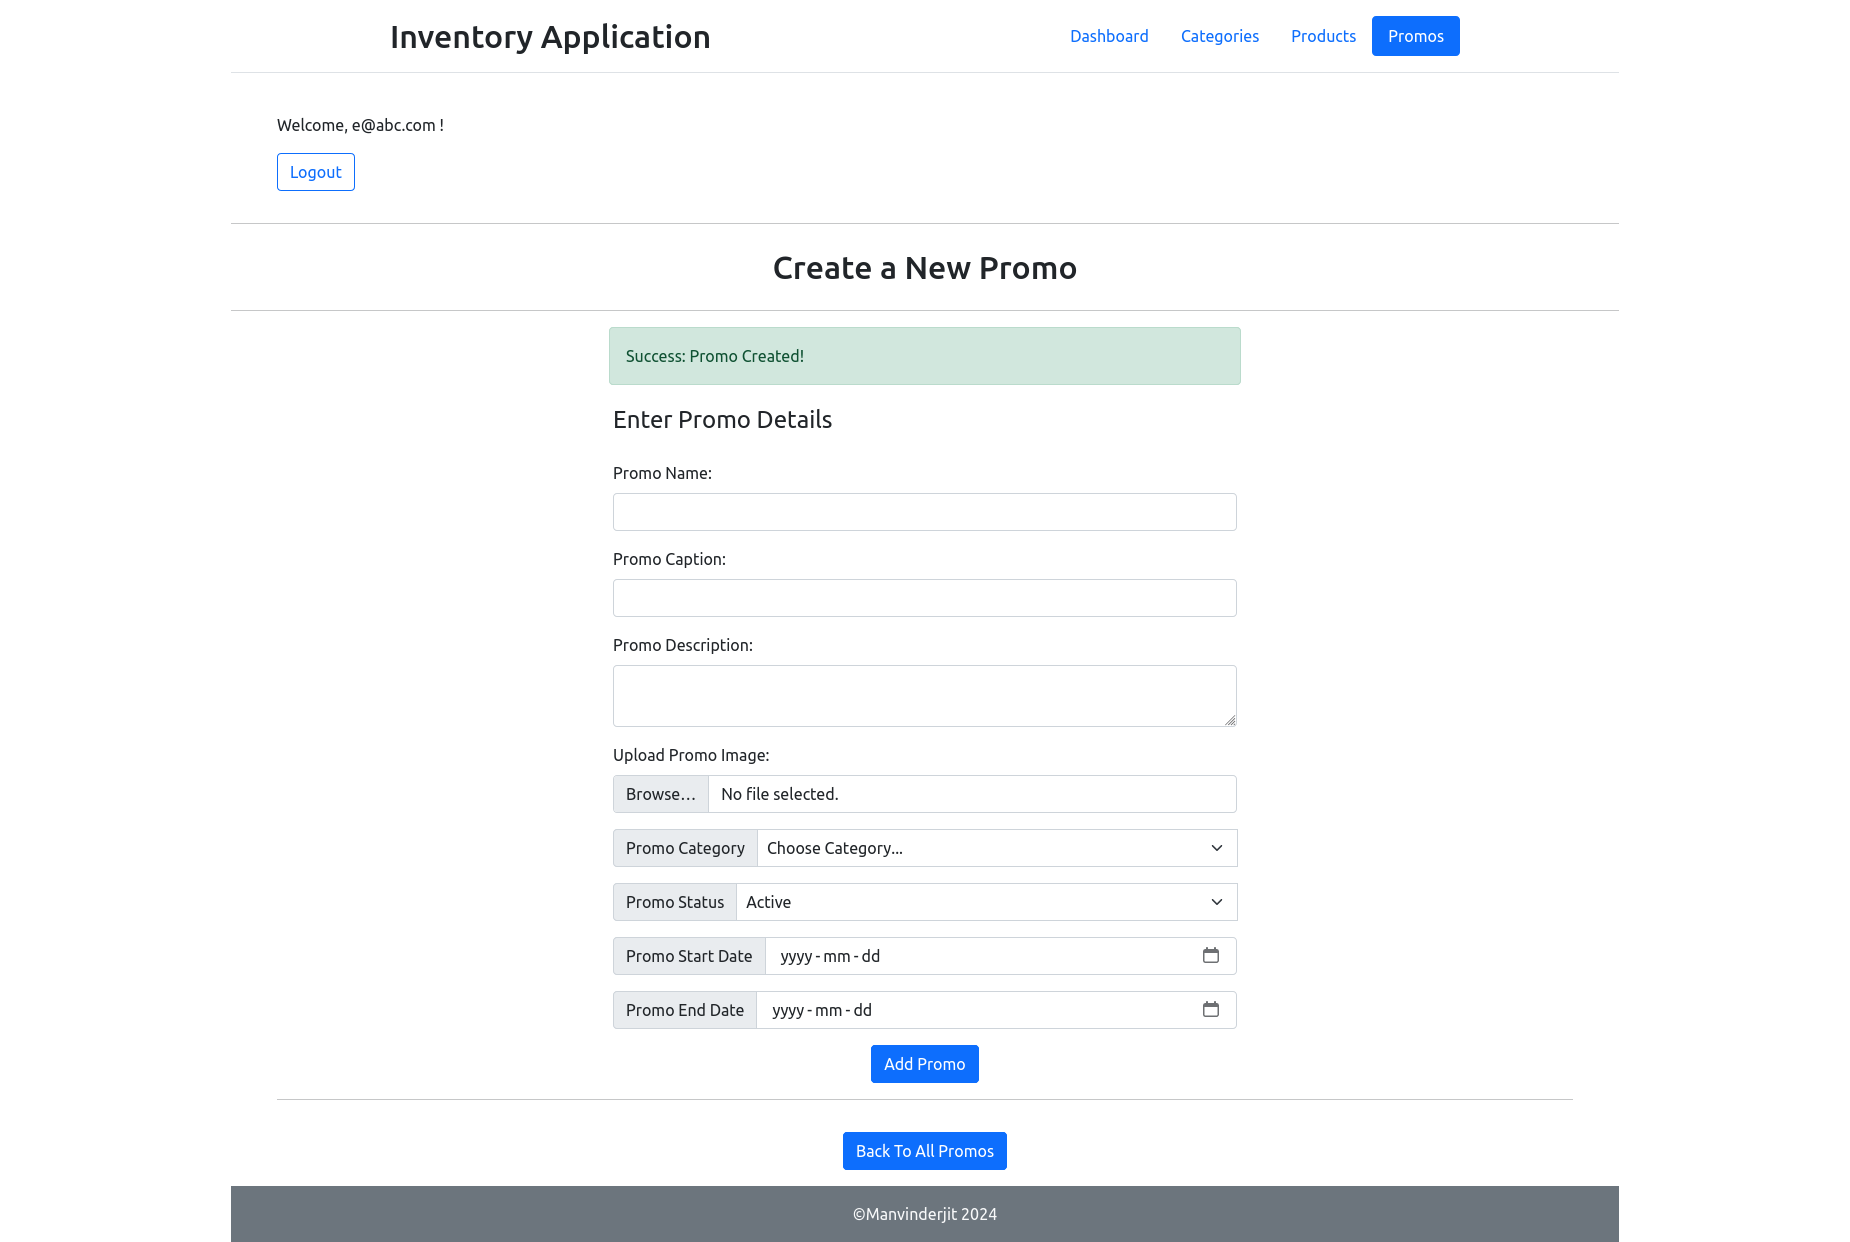 Inventory Application
Dashboard Categories Products Promos
Welcome, e@abc.com !
Logout
Create a New Promo
Success: Promo Created!
Enter Promo Details
Promo Name:
Promo Caption:
Promo Description:
Upload Promo Image:
Browse... No file selected.
Promo Category Choose Category...
Promo Status Active
Promo Start Date yyyy-mm-dd
Promo End Date yyyy-mm-dd
Add Promo
Back To All Promos
©Manvinderjit 2024